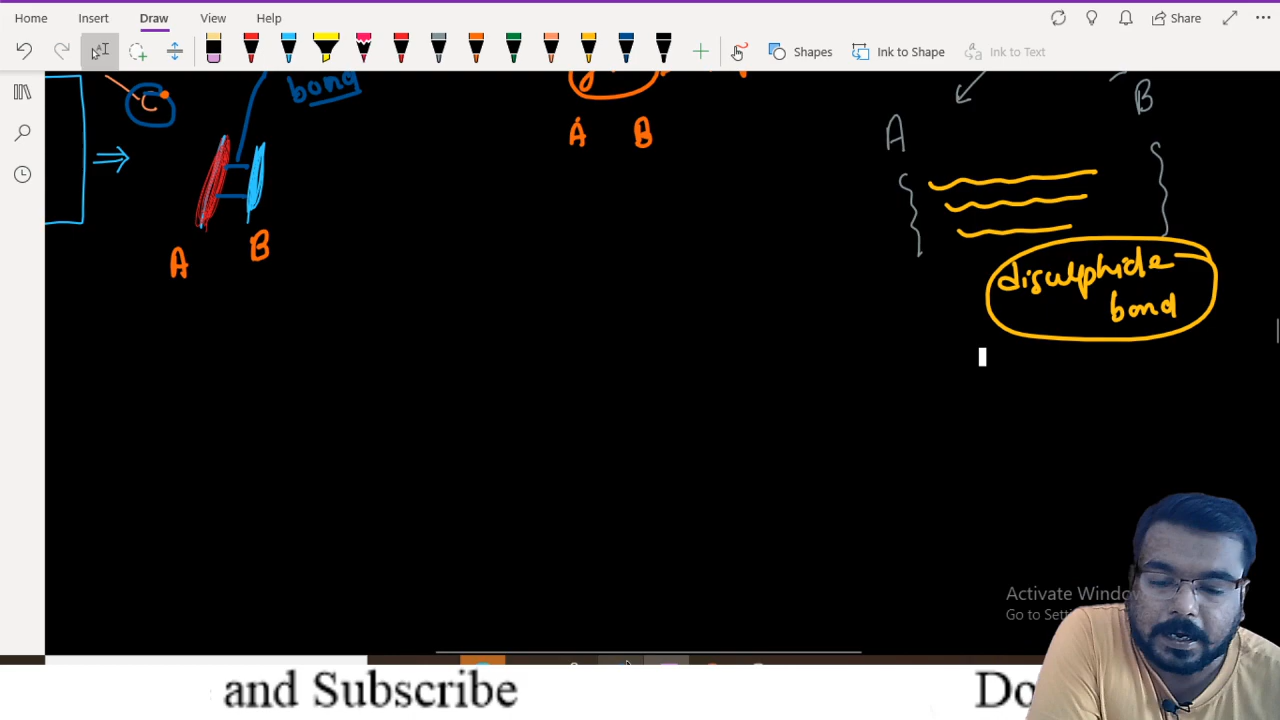 Home Insert Draw View Help Share
Shapes Ink to Shape Ink to Text
C
bond
A B
A B
A
B
disulphide
bond
Activate Window
Go to Sett
and Subscribe Do